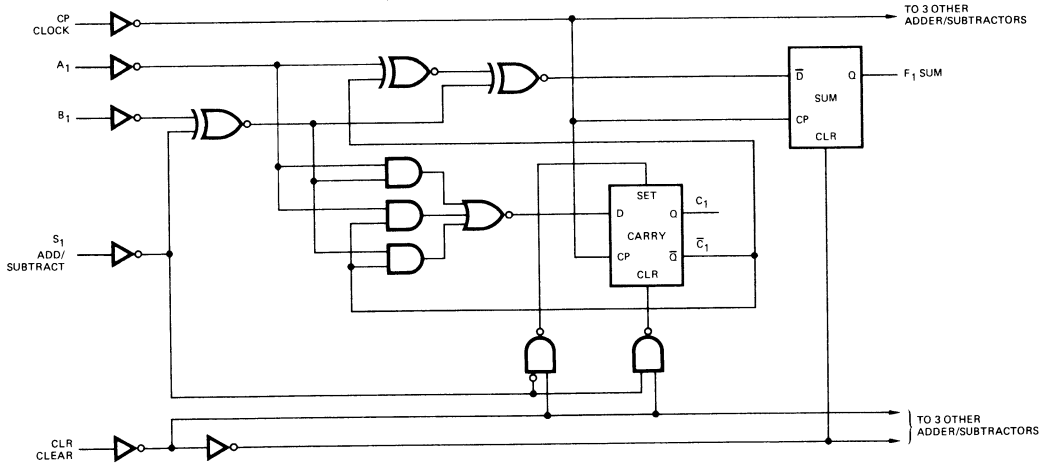 CP
CLOCK
TO 3 OTHER
ADDER/SUBTRACTORS
A1
B1
D̅ Q
SUM
CP
CLR
F1 SUM
S1
ADD/
SUBTRACT
SET
D Q
CARRY
CP Q̅
CLR
C1
C̅1
CLR
CLEAR
TO 3 OTHER
ADDER/SUBTRACTORS